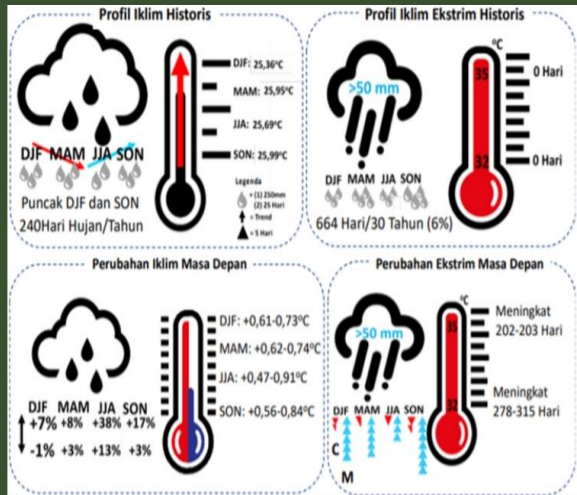 Profil Iklim Historis
DJF MAM JJA SON
Puncak DJF dan SON
240Hari Hujan/Tahun
DJF: 25,36°C
MAM: 25,95°C
JJA: 25,69°C
SON: 25,99°C
Legenda
= (1) 250mm
(2) 25 Hari
= Trend
= 5 Hari
Profil Iklim Ekstrim Historis
>50 mm
DJF MAM JJA SON
664 Hari/30 Tahun (6%)
°C
35
32
0 Hari
0 Hari
Perubahan Iklim Masa Depan
DJF MAM JJA SON
+7% +8% +38% +17%
-1% +3% +13% +3%
DJF: +0,61-0,73°C
MAM: +0,62-0,74°C
JJA: +0,47-0,91°C
SON: +0,56-0,84°C
Perubahan Ekstrim Masa Depan
>50 mm
DJF MAM JJA SON
C
M
°C
35
32
Meningkat
202-203 Hari
Meningkat
278-315 Hari